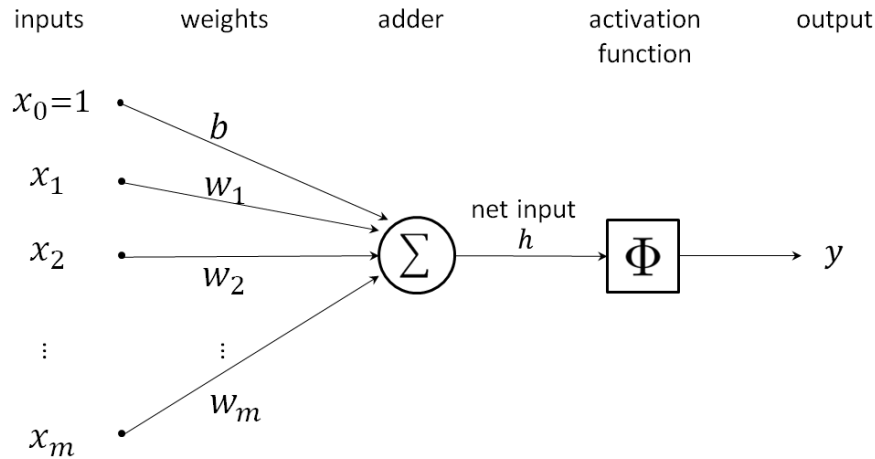 inputs
weights
adder
activation
function
output
x₀=1
b
x₁
w₁
net input
h
x₂
w₂
∑
Φ
y
⋮
⋮
wₘ
xₘ